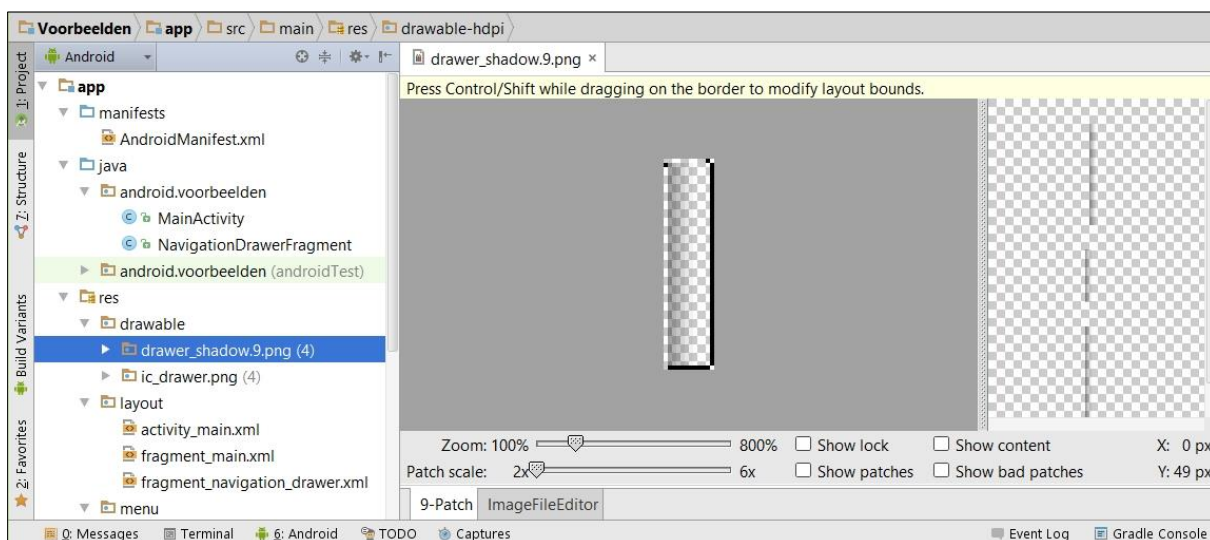 Voorbeelden app src main res drawable-hdpi
1: Project
Z: Structure
Build Variants
2: Favorites
Android
app
manifests
AndroidManifest.xml
java
android.voorbeelden
MainActivity
NavigationDrawerFragment
android.voorbeelden (androidTest)
res
drawable
drawer_shadow.9.png (4)
ic_drawer.png (4)
layout
activity_main.xml
fragment_main.xml
fragment_navigation_drawer.xml
menu
drawer_shadow.9.png ×
Press Control/Shift while dragging on the border to modify layout bounds.
Zoom: 100% 800% Show lock Show content X: 0 px
Patch scale: 2x 6x Show patches Show bad patches Y: 49 px
9-Patch ImageFileEditor
0: Messages Terminal 6: Android TODO Captures Event Log Gradle Console